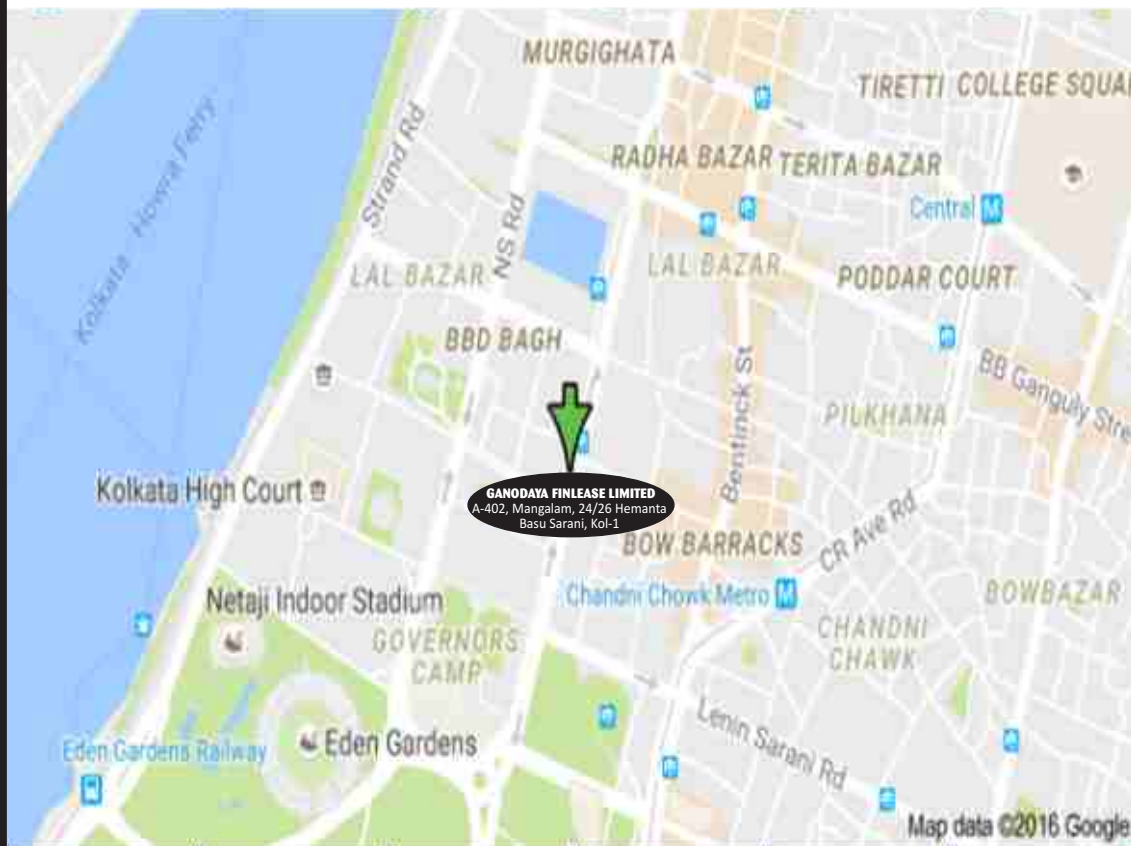 MURGIGHATA
TIRETTI COLLEGE SQUA
RADHA BAZAR
TERITA BAZAR
Kolkata - Howra Ferry
Strand Rd
NS Rd
Central M
LAL BAZAR
LAL BAZAR
PODDAR COURT
BBD BAGH
BB Ganguly Stre
Bentinck St
PILKHANA
Kolkata High Court
GANODAYA FINLEASE LIMITED
A-402, Mangalam, 24/26 Hemanta
Basu Sarani, Kol-1
BOW BARRACKS
CR Ave Rd
Chandni Chowk Metro M
BOWBAZAR
Netaji Indoor Stadium
GOVERNORS
CAMP
CHANDNI
CHAWK
Lenin Sarani Rd
Eden Gardens Railway
Eden Gardens
Map data ©2016 Google